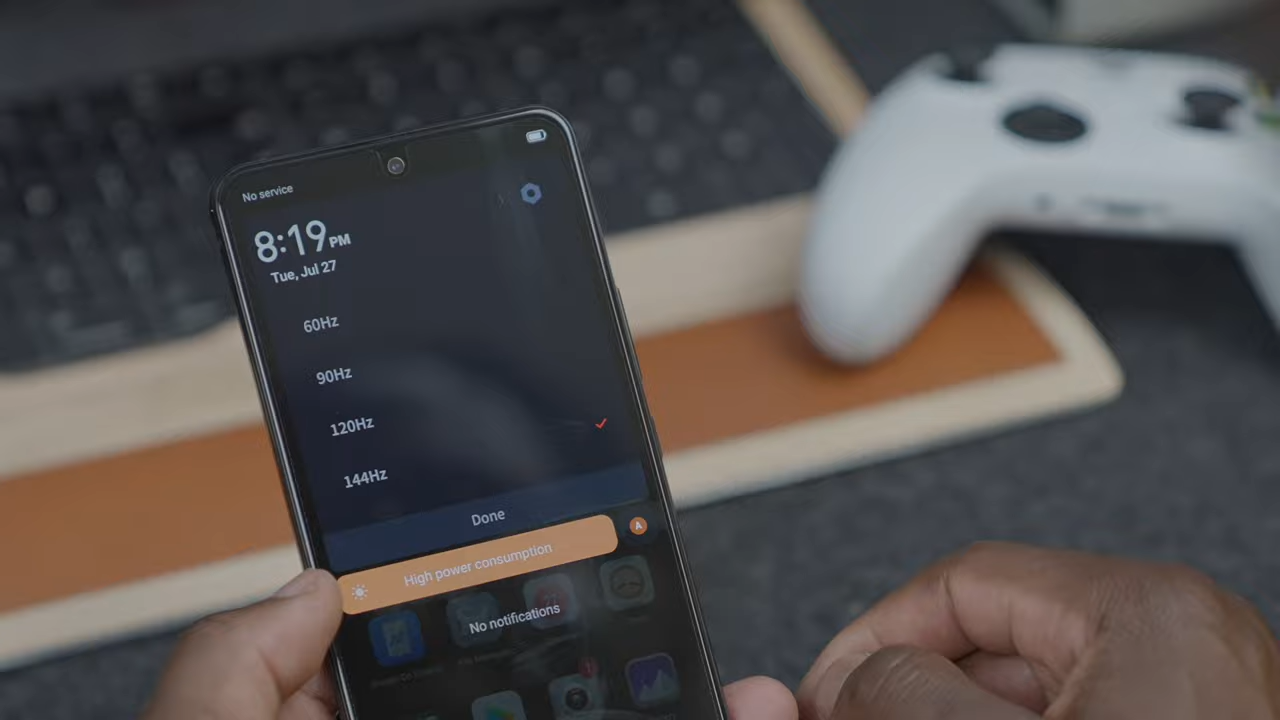 No service
8:19 PM
Tue, Jul 27
60Hz
90Hz
120Hz
144Hz
Done
A
High power consumption
No notifications